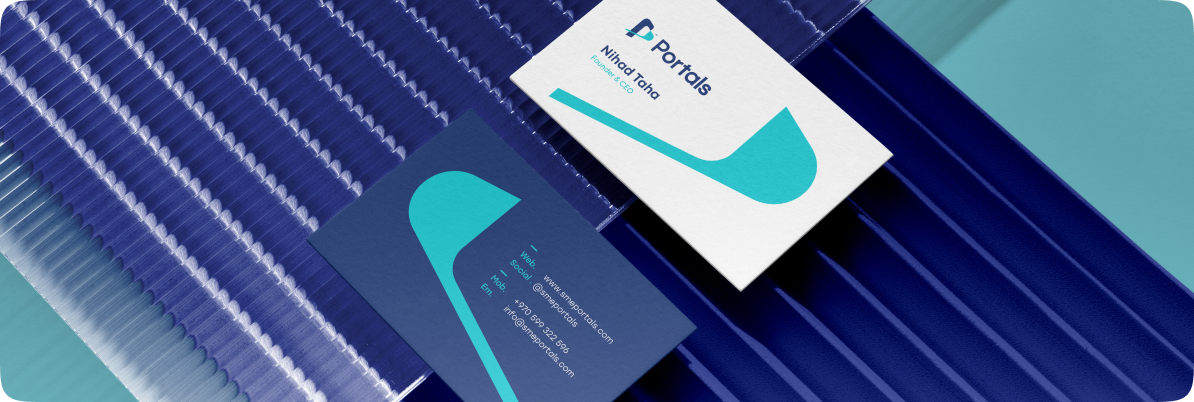 Portals
Nihad Taha
Founder & CEO
Web. www.smeportals.com
Social. @smeportals
Mob. +970 599 322 596
Em. info@smeportals.com